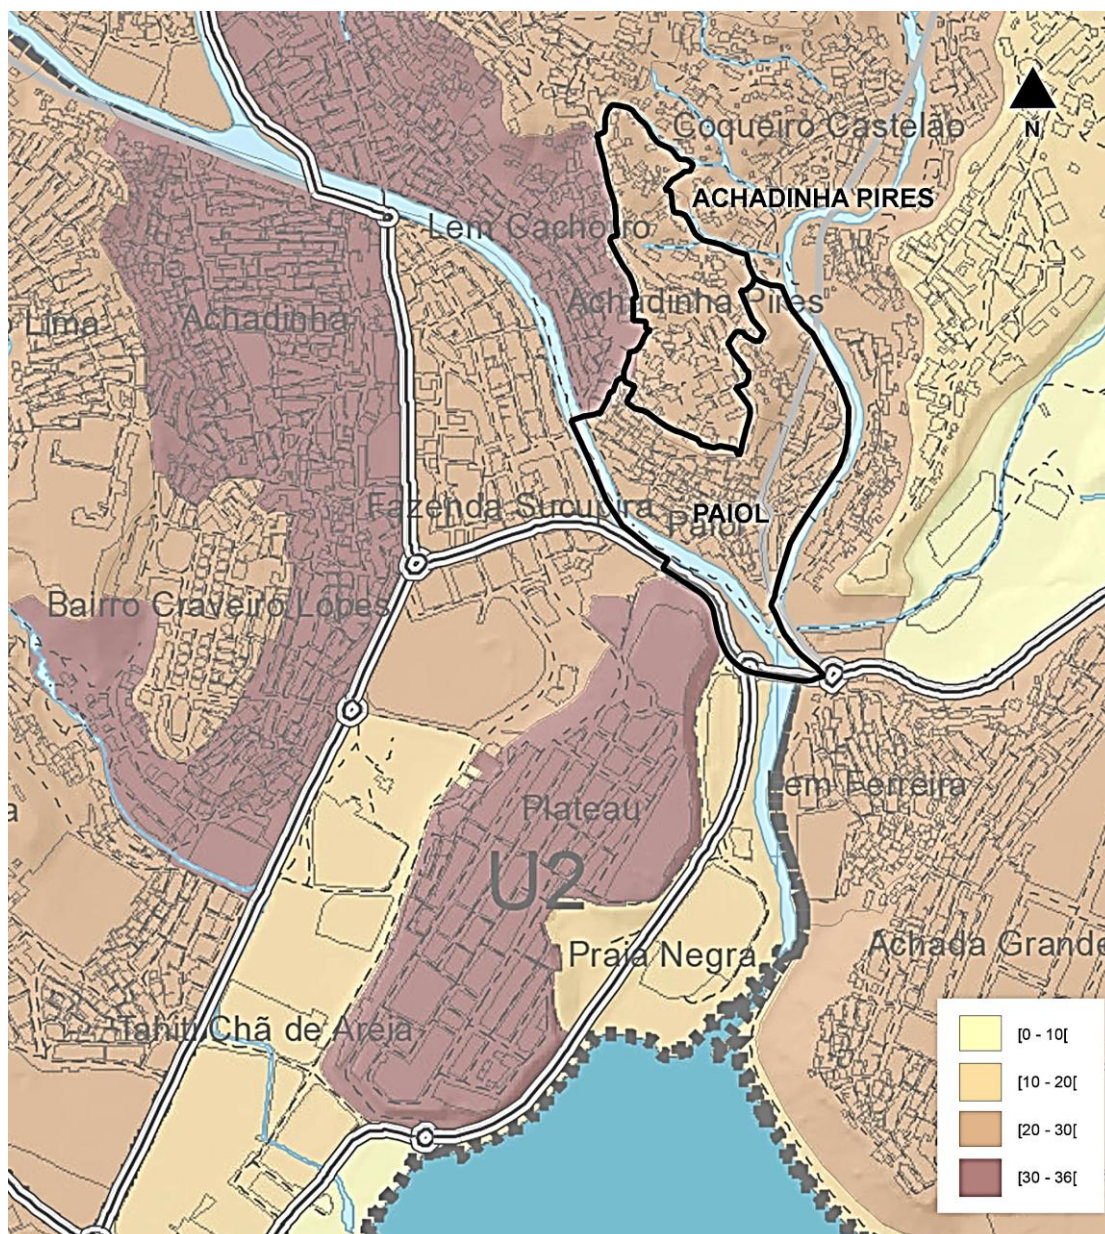 Coqueiro Castelão
N
ACHADINHA PIRES
Lem Cachorro
Achadinha Pires
Lima
Achadinha
Fazenda Sucupira
PAIOL
Bairro Craveiro Lopes
Lem Ferreira
Plateau
U2
Praia Negra
Achada Grande
Tahiti Chã de Areia
[0 - 10[
[10 - 20[
[20 - 30[
[30 - 36[